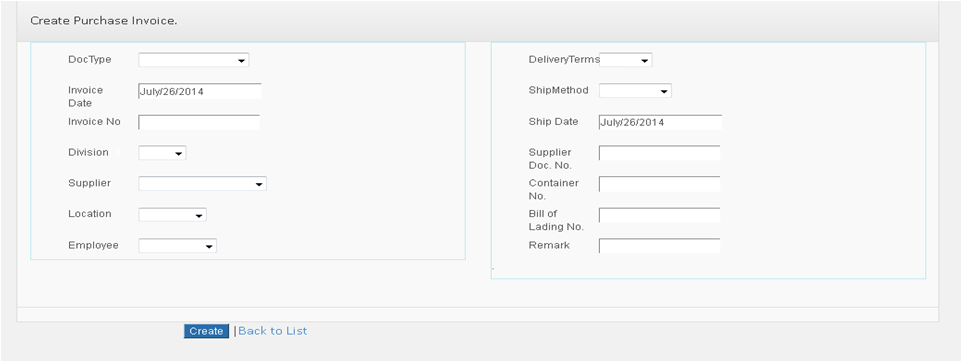 Create Purchase Invoice.
DocType
Invoice
Date
July/26/2014
Invoice No
Division
Supplier
Location
Employee
DeliveryTerms
ShipMethod
Ship Date
July/26/2014
Supplier
Doc. No.
Container
No.
Bill of
Lading No.
Remark
.
Create |Back to List